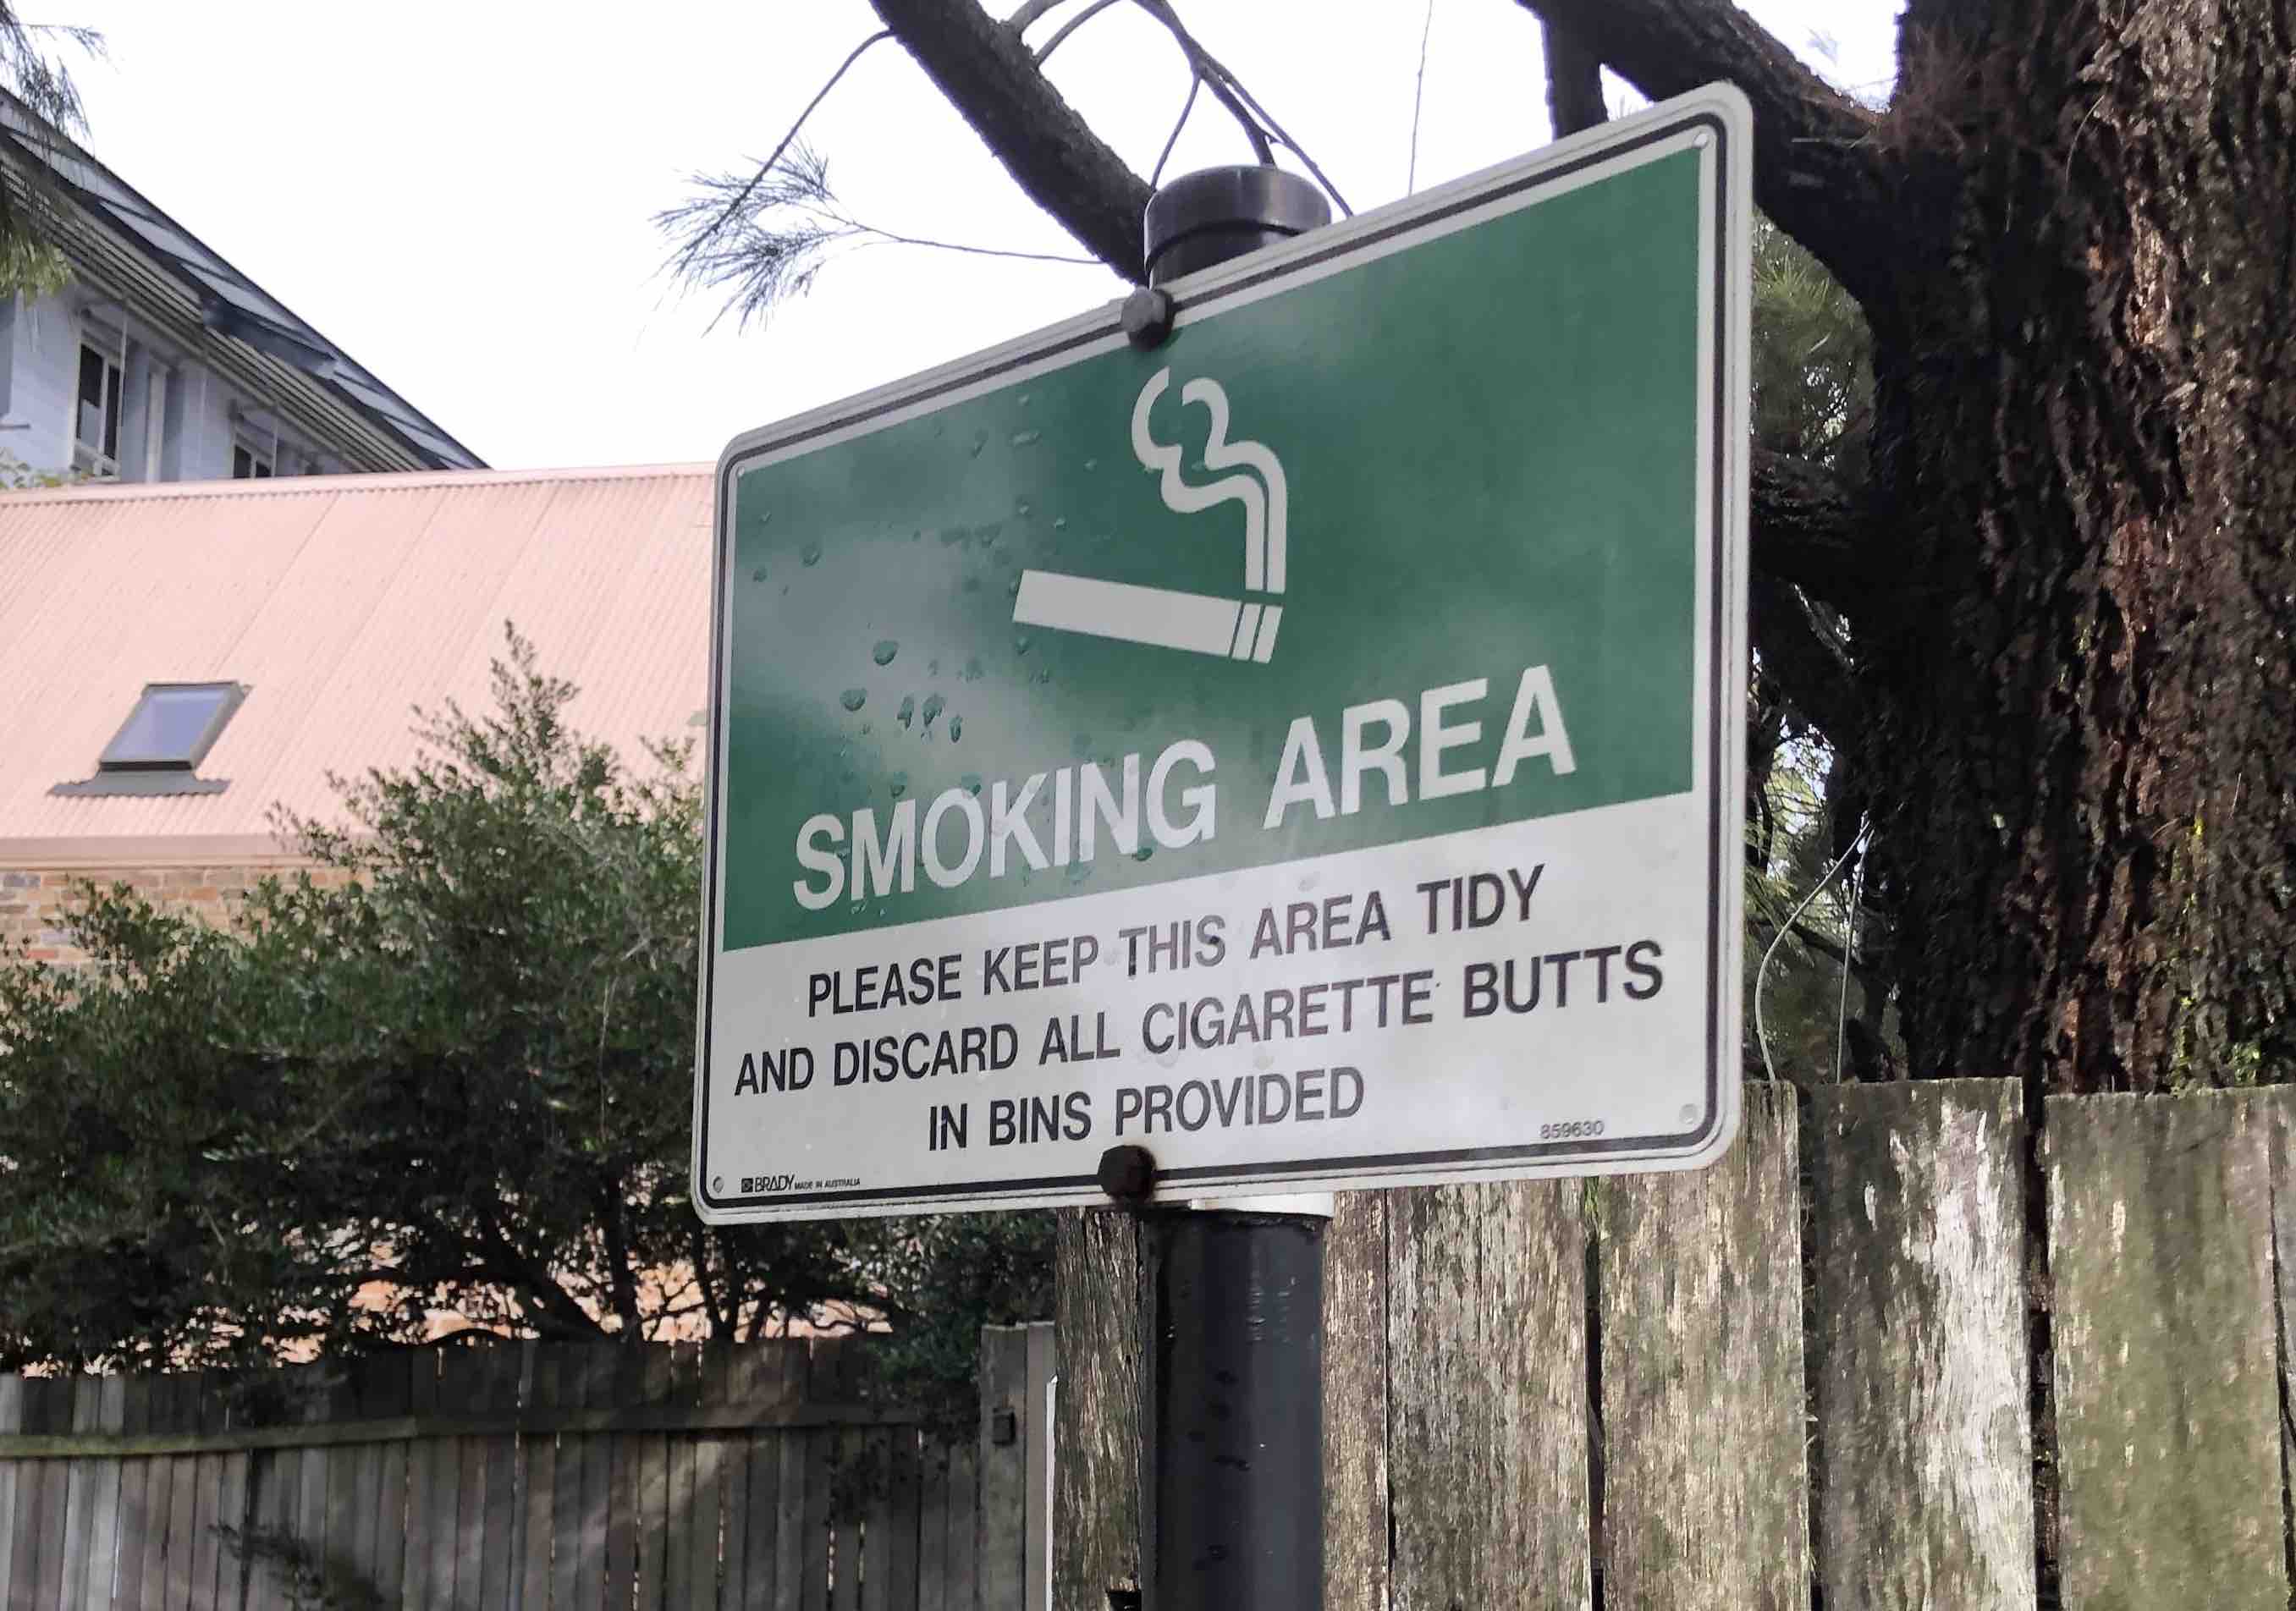 SMOKING AREA
PLEASE KEEP THIS AREA TIDY
AND DISCARD ALL CIGARETTE BUTTS
IN BINS PROVIDED
859630
BRADY MADE IN AUSTRALIA